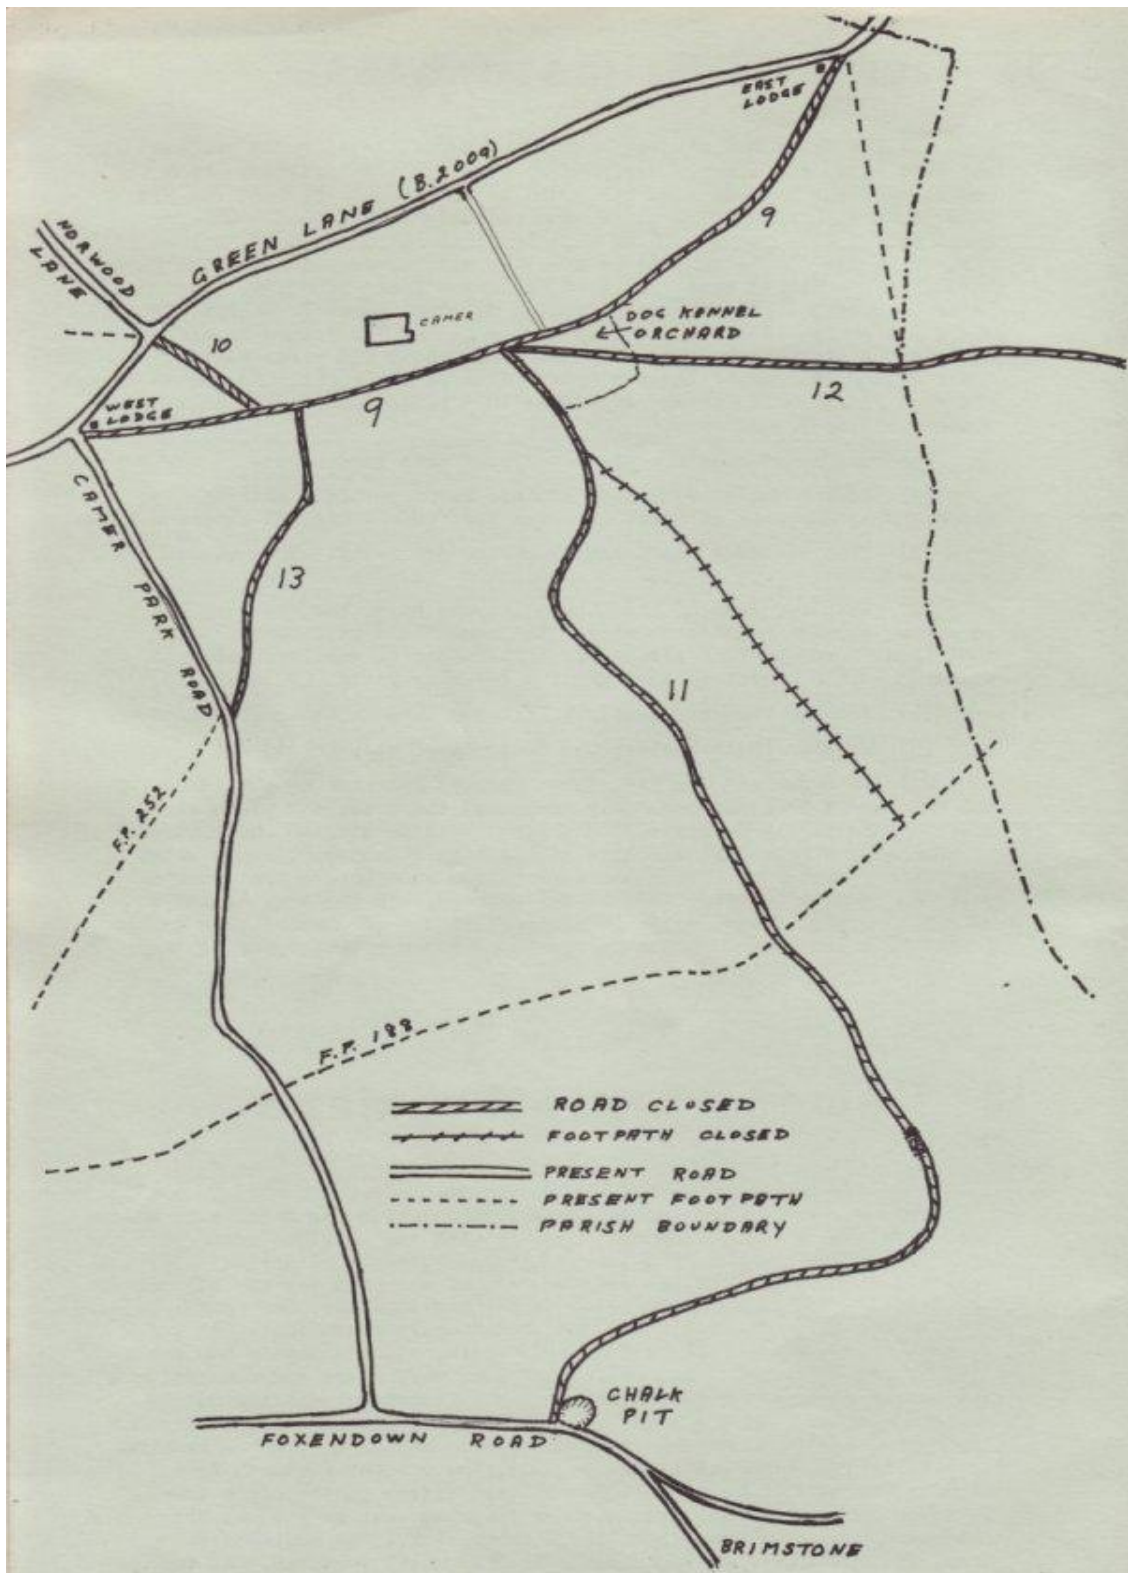 EAST
LODGE
GREEN LANE (B.2009)
9
NORWOOD
LANE
DOG KENNEL
ORCHARD
CAMER
10
12
WEST
LODGE
9
CAMER PARK ROAD
13
11
F.P. 252
F.P. 188
ROAD CLOSED
FOOTPATH CLOSED
PRESENT ROAD
PRESENT FOOTPATH
PARISH BOUNDARY
CHALK
PIT
FOXENDOWN ROAD
BRIMSTONE